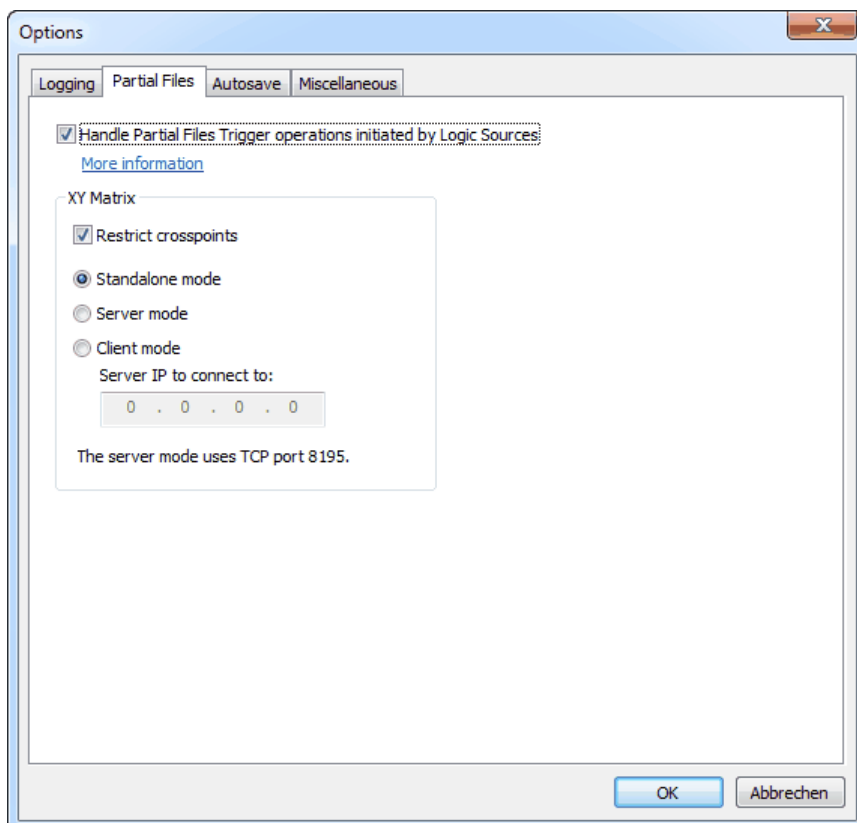 Options
Logging Partial Files Autosave Miscellaneous
Handle Partial Files Trigger operations initiated by Logic Sources
More information
XY Matrix
Restrict crosspoints
Standalone mode
Server mode
Client mode
Server IP to connect to:
0 . 0 . 0 . 0
The server mode uses TCP port 8195.
OK Abbrechen